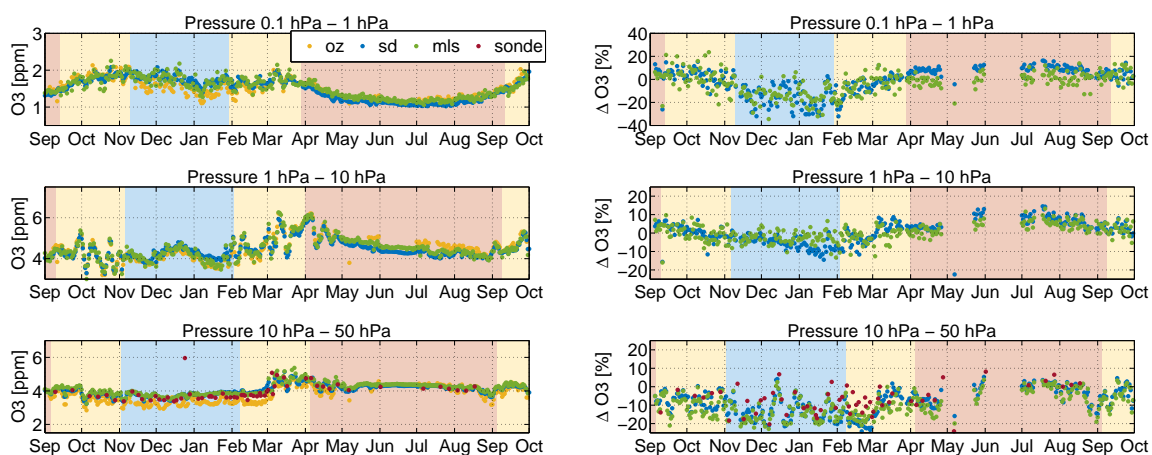 Pressure 0.1 hPa – 1 hPa
O3 [ppm]
3
2
1
oz sd mls sonde
Sep Oct Nov Dec Jan Feb Mar Apr May Jun Jul Aug Sep Oct
Pressure 0.1 hPa – 1 hPa
Δ O3 [%]
40
20
0
−20
−40
Sep Oct Nov Dec Jan Feb Mar Apr May Jun Jul Aug Sep Oct
Pressure 1 hPa – 10 hPa
O3 [ppm]
6
4
Sep Oct Nov Dec Jan Feb Mar Apr May Jun Jul Aug Sep Oct
Pressure 1 hPa – 10 hPa
Δ O3 [%]
20
10
0
−10
−20
Sep Oct Nov Dec Jan Feb Mar Apr May Jun Jul Aug Sep Oct
Pressure 10 hPa – 50 hPa
O3 [ppm]
6
4
2
Sep Oct Nov Dec Jan Feb Mar Apr May Jun Jul Aug Sep Oct
Pressure 10 hPa – 50 hPa
Δ O3 [%]
20
10
0
−10
−20
Sep Oct Nov Dec Jan Feb Mar Apr May Jun Jul Aug Sep Oct